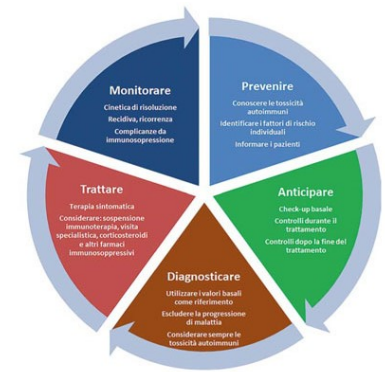 Prevenire
Conoscere le tossicità
autoimmuni
Identificare i fattori di rischio
individuali
Informare i pazienti
Anticipare
Check-up basale
Controlli durante il
trattamento
Controlli dopo la fine del
trattamento
Diagnosticare
Utilizzare i valori basali
come riferimento
Escludere la progressione
di malattia
Considerare sempre le
tossicità autoimmuni
Trattare
Terapia sintomatica
Considerare: sospensione
immunoterapia, visita
specialistica, corticosteroidi
e altri farmaci
immunosoppressivi
Monitorare
Cinetica di risoluzione
Recidiva, ricorrenza
Complicanze da
immunosopressione